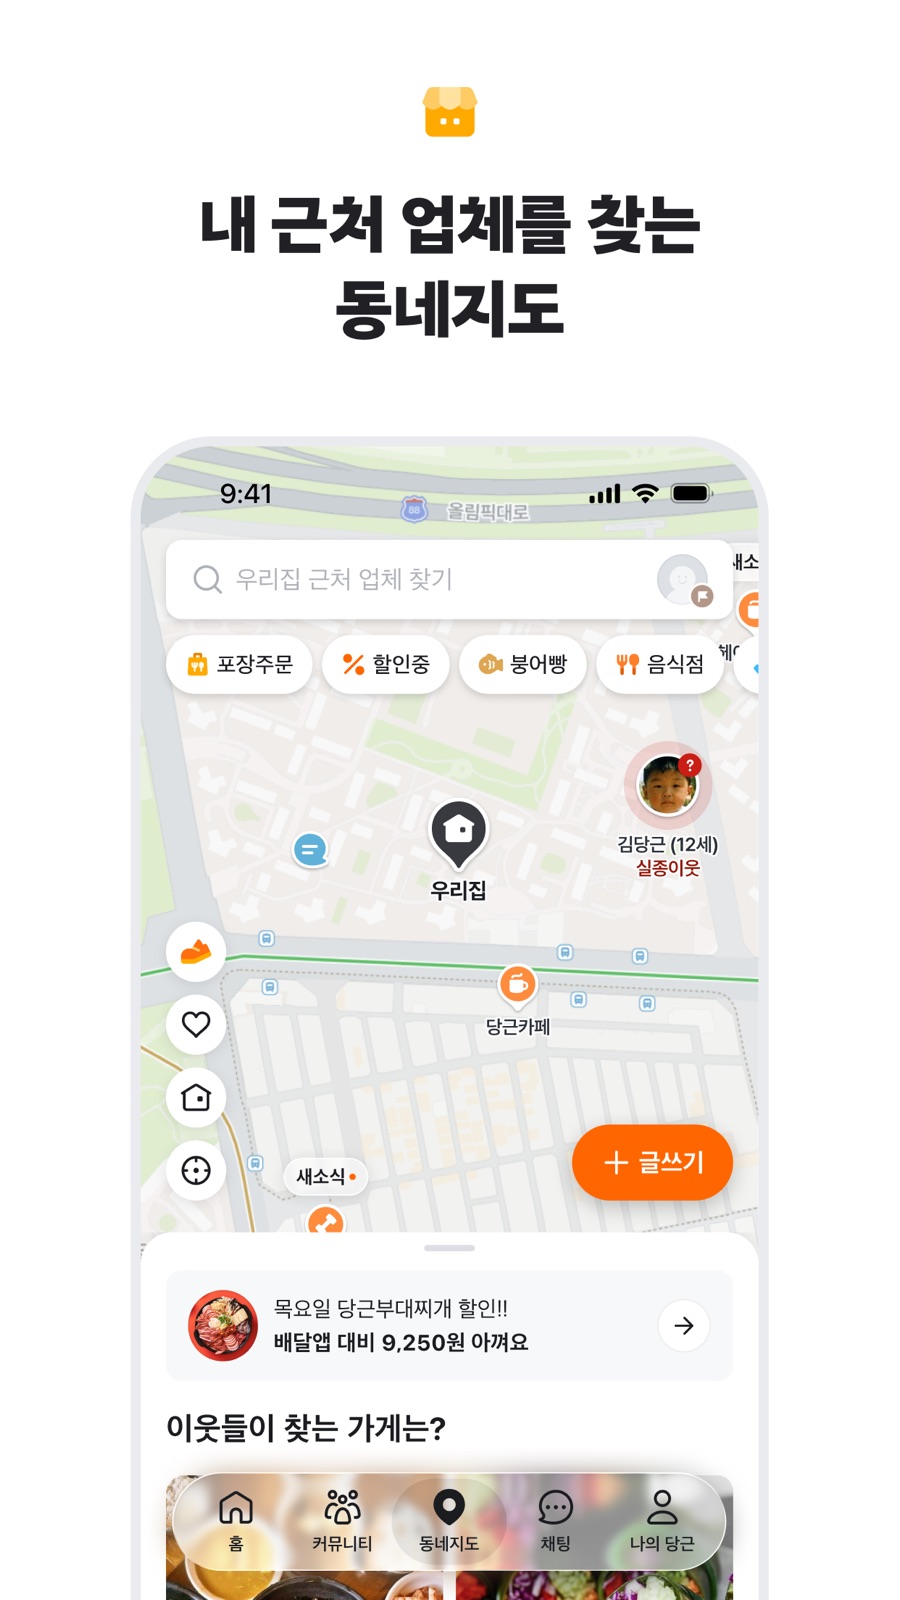 내 근처 업체를 찾는
동네지도
9:41
88
올림픽대로
우리집 근처 업체 찾기
새소
포장주문
할인중
붕어빵
음식점
?
김당근 (12세)
실종이웃
우리집
당근카페
새소식
글쓰기
목요일 당근부대찌개 할인!!
배달앱 대비 9,250원 아껴요
이웃들이 찾는 가게는?
홈
커뮤니티
동네지도
채팅
나의 당근